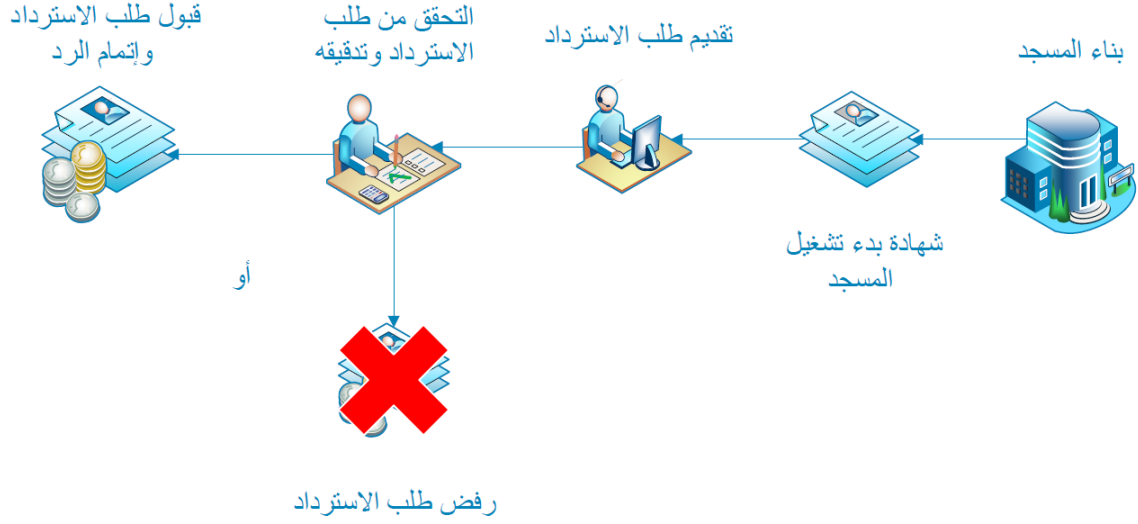 بناء المسجد
شهادة بدء تشغيل
المسجد
تقديم طلب الاسترداد
التحقق من طلب
الاسترداد وتدقيقه
قبول طلب الاسترداد
وإتمام الرد
أو
رفض طلب الاسترداد